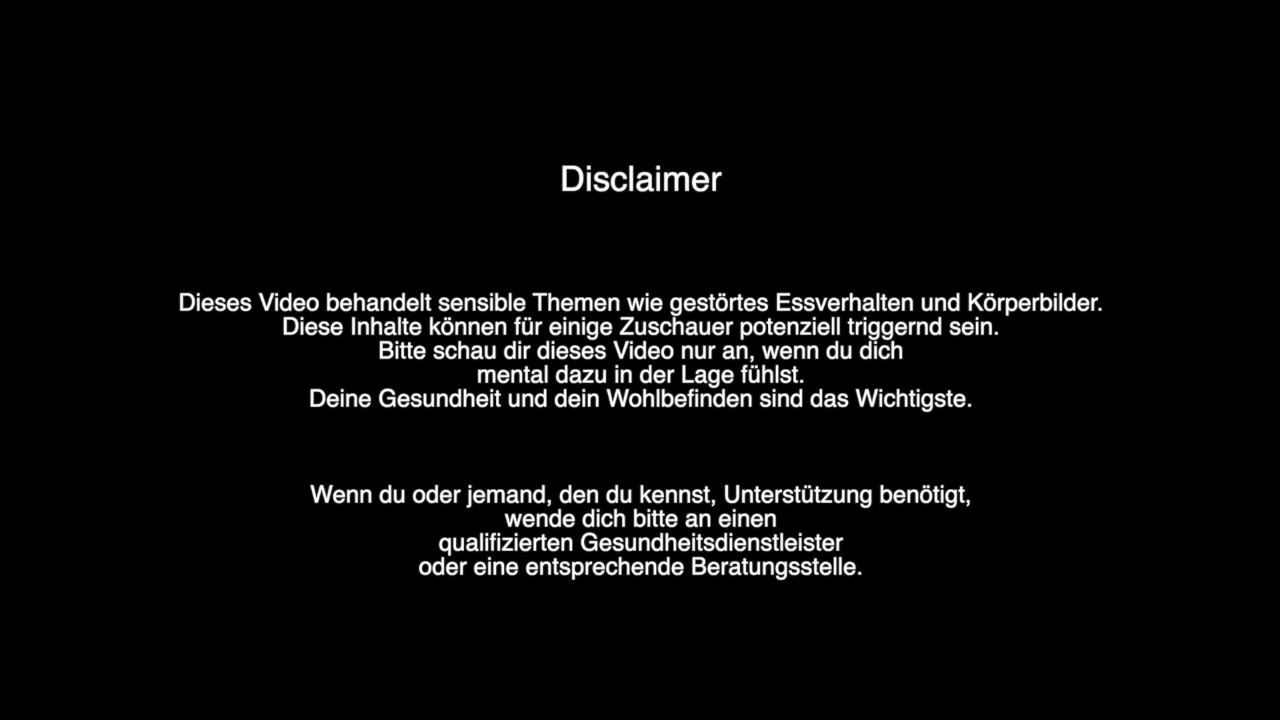 Disclaimer
Dieses Video behandelt sensible Themen wie gestörtes Essverhalten und Körperbilder.
Diese Inhalte können für einige Zuschauer potenziell triggernd sein.
Bitte schau dir dieses Video nur an, wenn du dich
mental dazu in der Lage fühlst.
Deine Gesundheit und dein Wohlbefinden sind das Wichtigste.
Wenn du oder jemand, den du kennst, Unterstützung benötigt,
wende dich bitte an einen
qualifizierten Gesundheitsdienstleister
oder eine entsprechende Beratungsstelle.